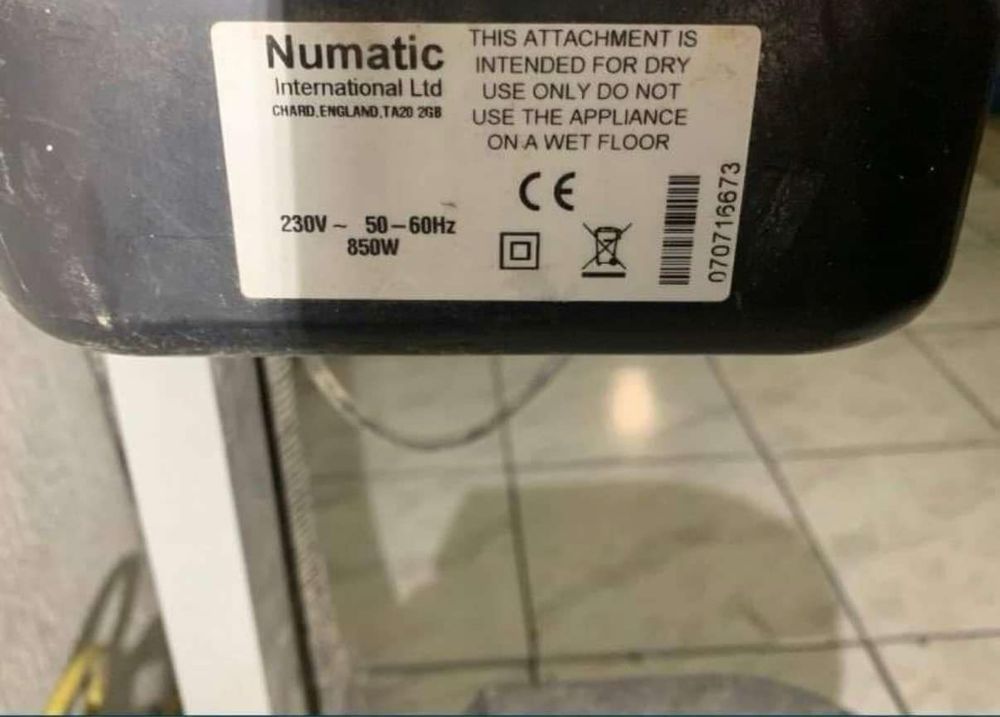 Numatic
International Ltd
CHARD, ENGLAND, TA20 2GB
THIS ATTACHMENT IS
INTENDED FOR DRY
USE ONLY DO NOT
USE THE APPLIANCE
ON A WET FLOOR
CE
230V ~ 50-60Hz
850W
070716673